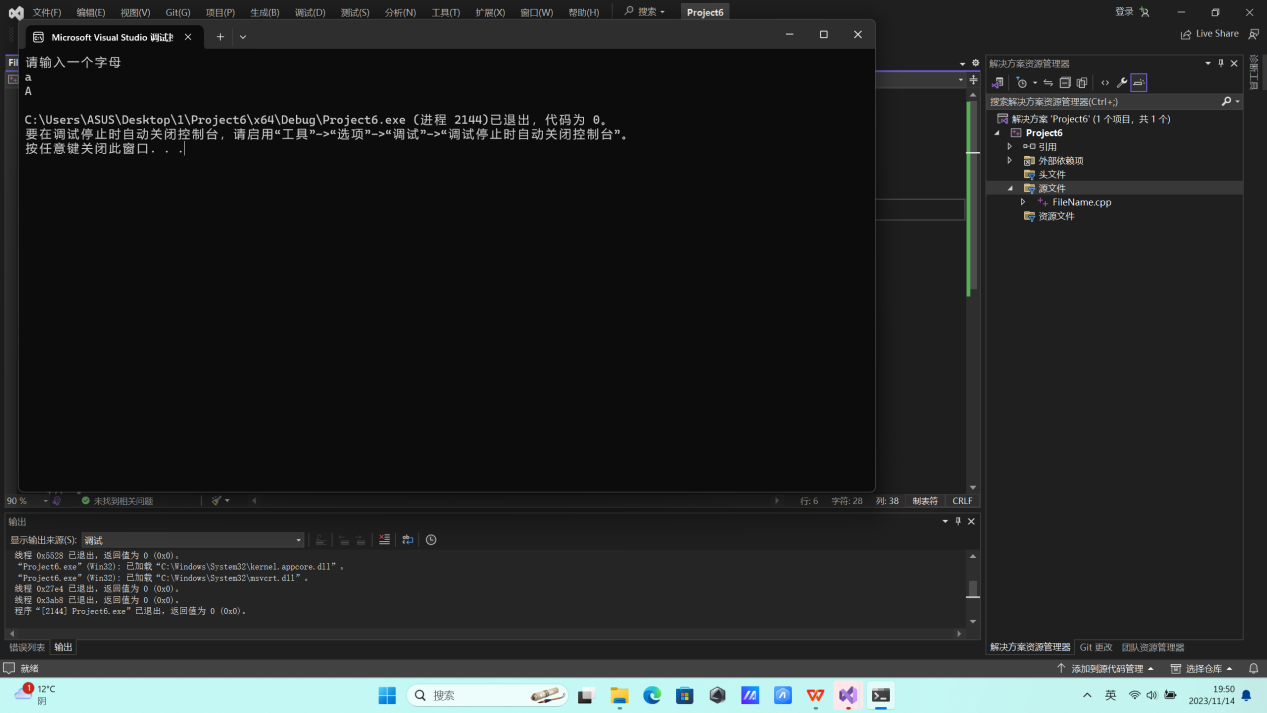 文件(F) 编辑(E) 视图(V) Git(G) 项目(P) 生成(B) 调试(D) 测试(S) 分析(N) 工具(T) 扩展(X) 窗口(W) 帮助(H) 搜索 Project6 登录
Microsoft Visual Studio 调试
Live Share
请输入一个字母
a
A
C:\Users\ASUS\Desktop\1\Project6\x64\Debug\Project6.exe (进程 2144)已退出，代码为 0。
要在调试停止时自动关闭控制台，请启用“工具”->“选项”->“调试”->“调试停止时自动关闭控制台”。
按任意键关闭此窗口. . .
解决方案资源管理器
搜索解决方案资源管理器(Ctrl+;)
解决方案 'Project6' (1 个项目，共 1 个)
Project6
引用
外部依赖项
头文件
源文件
FileName.cpp
资源文件
诊断工具
90 % 未找到相关问题 行: 6 字符: 28 列: 38 制表符 CRLF
输出
显示输出来源(S): 调试
线程 0x5528 已退出，返回值为 0 (0x0)。
“Project6.exe”(Win32): 已加载“C:\Windows\System32\kernel.appcore.dll”。
“Project6.exe”(Win32): 已加载“C:\Windows\System32\msvcrt.dll”。
线程 0x27e4 已退出，返回值为 0 (0x0)。
线程 0x3ab8 已退出，返回值为 0 (0x0)。
程序“[2144] Project6.exe”已退出，返回值为 0 (0x0)。
错误列表 输出
解决方案资源管理器 Git 更改 团队资源管理器
就绪 添加到源代码管理 选择仓库
1
12°C
阴
搜索
英
19:50
2023/11/14